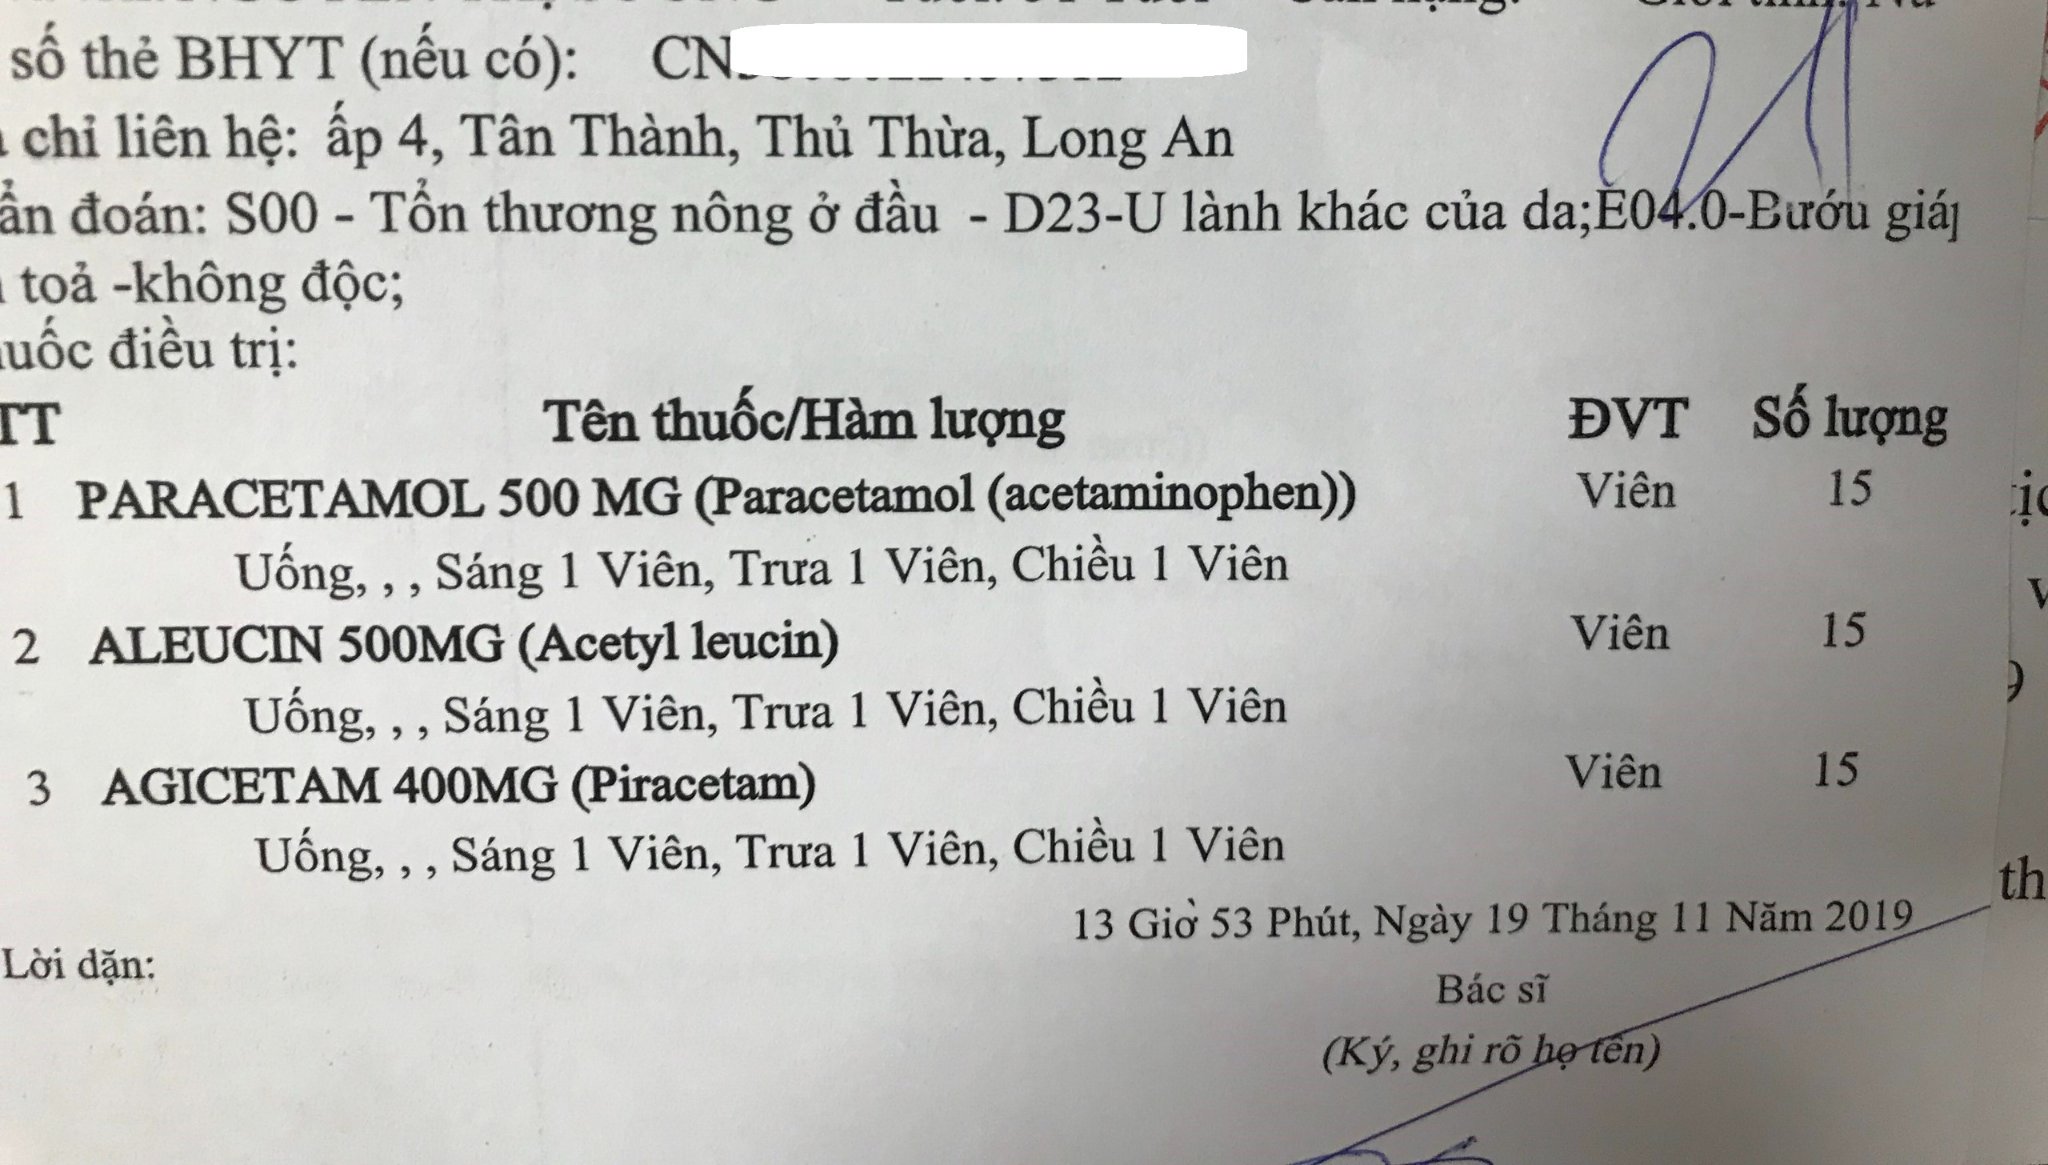 số thẻ BHYT (nếu có): CN
chỉ liên hệ: ấp 4, Tân Thành, Thủ Thừa, Long An
ẩn đoán: S00 - Tổn thương nông ở đầu - D23-U lành khác của da;E04.0-Bướu giáp
toả -không độc;
uốc điều trị:
TT Tên thuốc/Hàm lượng ĐVT Số lượng
1 PARACETAMOL 500 MG (Paracetamol (acetaminophen)) Viên 15
Uống, , , Sáng 1 Viên, Trưa 1 Viên, Chiều 1 Viên
2 ALEUCIN 500MG (Acetyl leucin) Viên 15
Uống, , , Sáng 1 Viên, Trưa 1 Viên, Chiều 1 Viên
3 AGICETAM 400MG (Piracetam) Viên 15
Uống, , , Sáng 1 Viên, Trưa 1 Viên, Chiều 1 Viên
13 Giờ 53 Phút, Ngày 19 Tháng 11 Năm 2019
Lời dặn:
Bác sĩ
(Ký, ghi rõ họ tên)
th